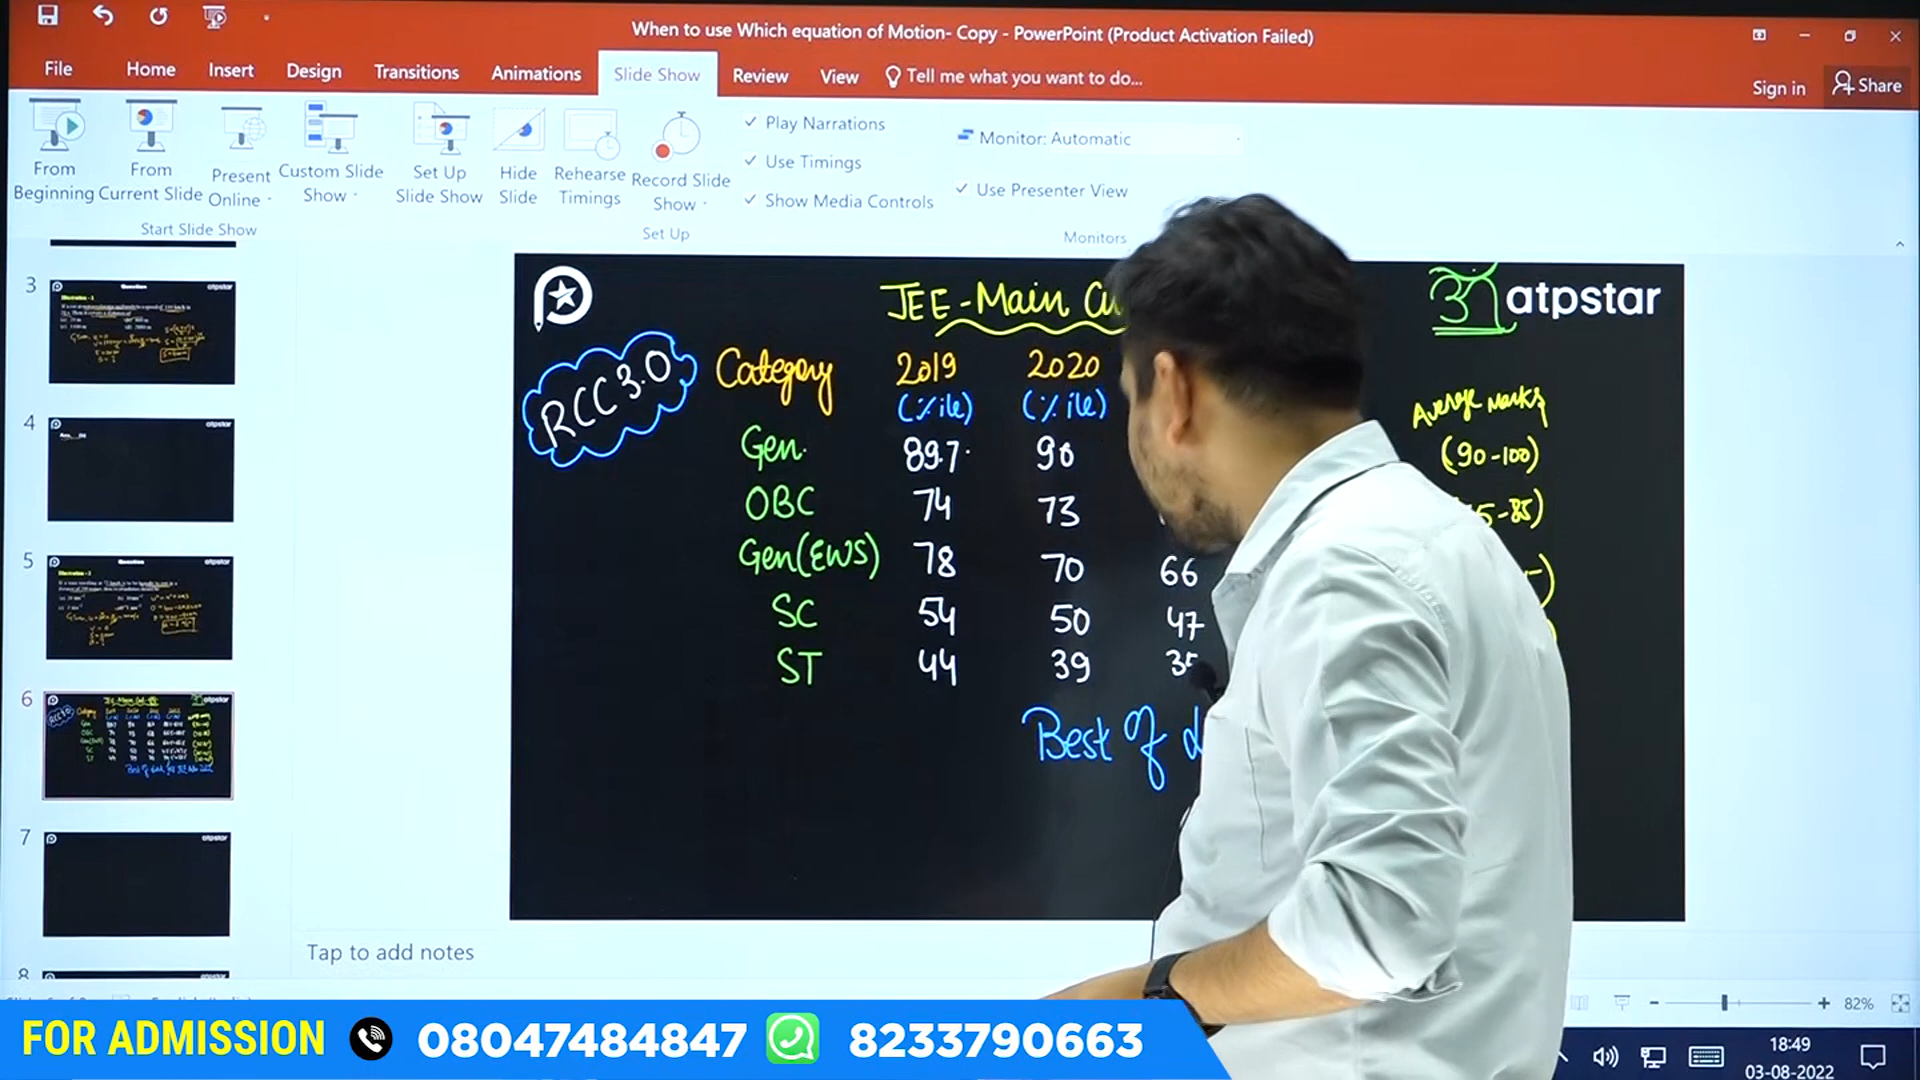 When to use Which equation of Motion- Copy - PowerPoint (Product Activation Failed)
File Home Insert Design Transitions Animations Slide Show Review View Tell me what you want to do...
Sign in Share
From Beginning
From Current Slide
Present Online
Custom Slide Show
Set Up Slide Show
Hide Slide
Rehearse Timings
Record Slide Show
Play Narrations
Use Timings
Show Media Controls
Monitor: Automatic
Use Presenter View
Start Slide Show
Set Up
Monitors
3
4
5
6
7
8
JEE-Main
atpstar
RCC 3.0
Category 2019 2020
(%ile) (%ile)
Average Marks
Gen. 89.7 90 (90-100)
OBC 74 73
Gen(EWS) 78 70 66
SC 54 50 47
ST 44 39
Best of
Tap to add notes
82%
FOR ADMISSION 08047484847 8233790663
18:49
03-08-2022